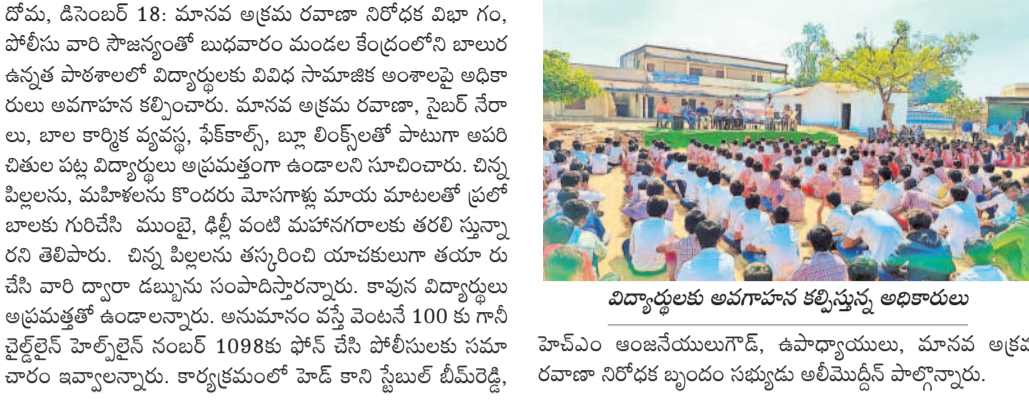 దోమ, డిసెంబర్ 18: మానవ అక్రమ రవాణా నిరోధక విభా గం,
పోలీసు వారి సౌజన్యంతో బుధవారం మండల కేంద్రంలోని బాలుర
ఉన్నత పాఠశాలలో విద్యార్థులకు వివిధ సామాజిక అంశాలపై అధికా
రులు అవగాహన కల్పించారు. మానవ అక్రమ రవాణా, సైబర్ నేరా
లు, బాల కార్మిక వ్యవస్థ, ఫేక్‌కాల్స్, బ్లూ లింక్స్‌లతో పాటుగా అపరి
చితుల పట్ల విద్యార్థులు అప్రమత్తంగా ఉండాలని సూచించారు. చిన్న
పిల్లలను, మహిళలను కొందరు మోసగాళ్లు మాయ మాటలతో ప్రలో
బాలకు గురిచేసి ముంబై, ఢిల్లీ వంటి మహానగరాలకు తరలి స్తున్నా
రని తెలిపారు. చిన్న పిల్లలను తస్కరించి యాచకులుగా తయా రు
చేసి వారి ద్వారా డబ్బును సంపాదిస్తారన్నారు. కావున విద్యార్థులు
అప్రమత్తతో ఉండాలన్నారు. అనుమానం వస్తే వెంటనే 100 కు గానీ
చైల్డ్‌లైన్ హెల్ప్‌లైన్ నంబర్ 1098కు ఫోన్ చేసి పోలీసులకు సమా
చారం ఇవ్వాలన్నారు. కార్యక్రమంలో హెడ్ కాని స్టేబుల్ బీమ్‌రెడ్డి,
విద్యార్థులకు అవగాహన కల్పిస్తున్న అధికారులు
హెచ్ఎం ఆంజనేయులుగౌడ్, ఉపాధ్యాయులు, మానవ అక్రమ
రవాణా నిరోధక బృందం సభ్యుడు అలీమొద్దీన్ పాల్గొన్నారు.